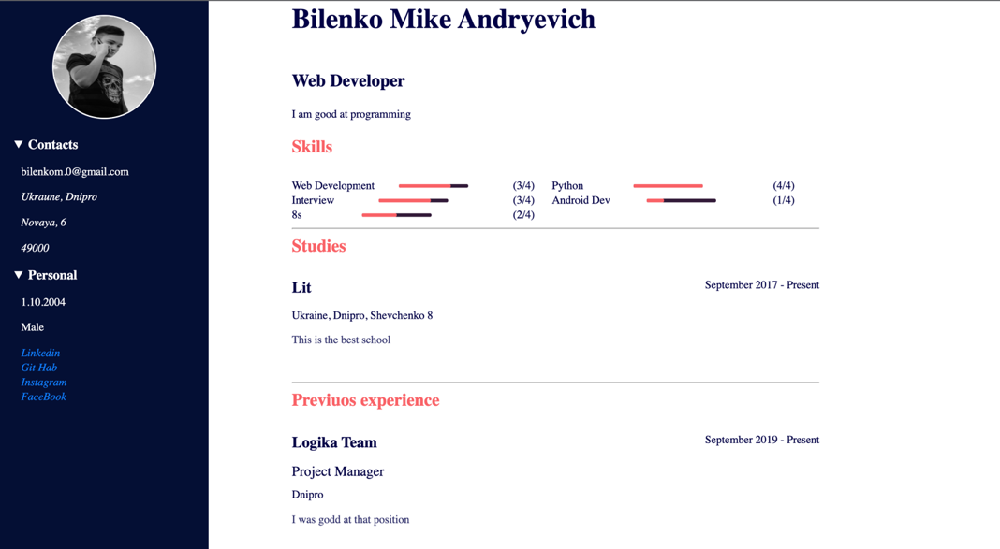 Bilenko Mike Andryevich
Web Developer
I am good at programming
Contacts
bilenkom.0@gmail.com
Ukraune, Dnipro
Novaya, 6
49000
Personal
1.10.2004
Male
Linkedin
Git Hab
Instagram
FaceBook
Skills
Web Development (3/4) Python (4/4)
Interview (3/4) Android Dev (1/4)
8s (2/4)
Studies
Lit September 2017 - Present
Ukraine, Dnipro, Shevchenko 8
This is the best school
Previuos experience
Logika Team September 2019 - Present
Project Manager
Dnipro
I was godd at that position